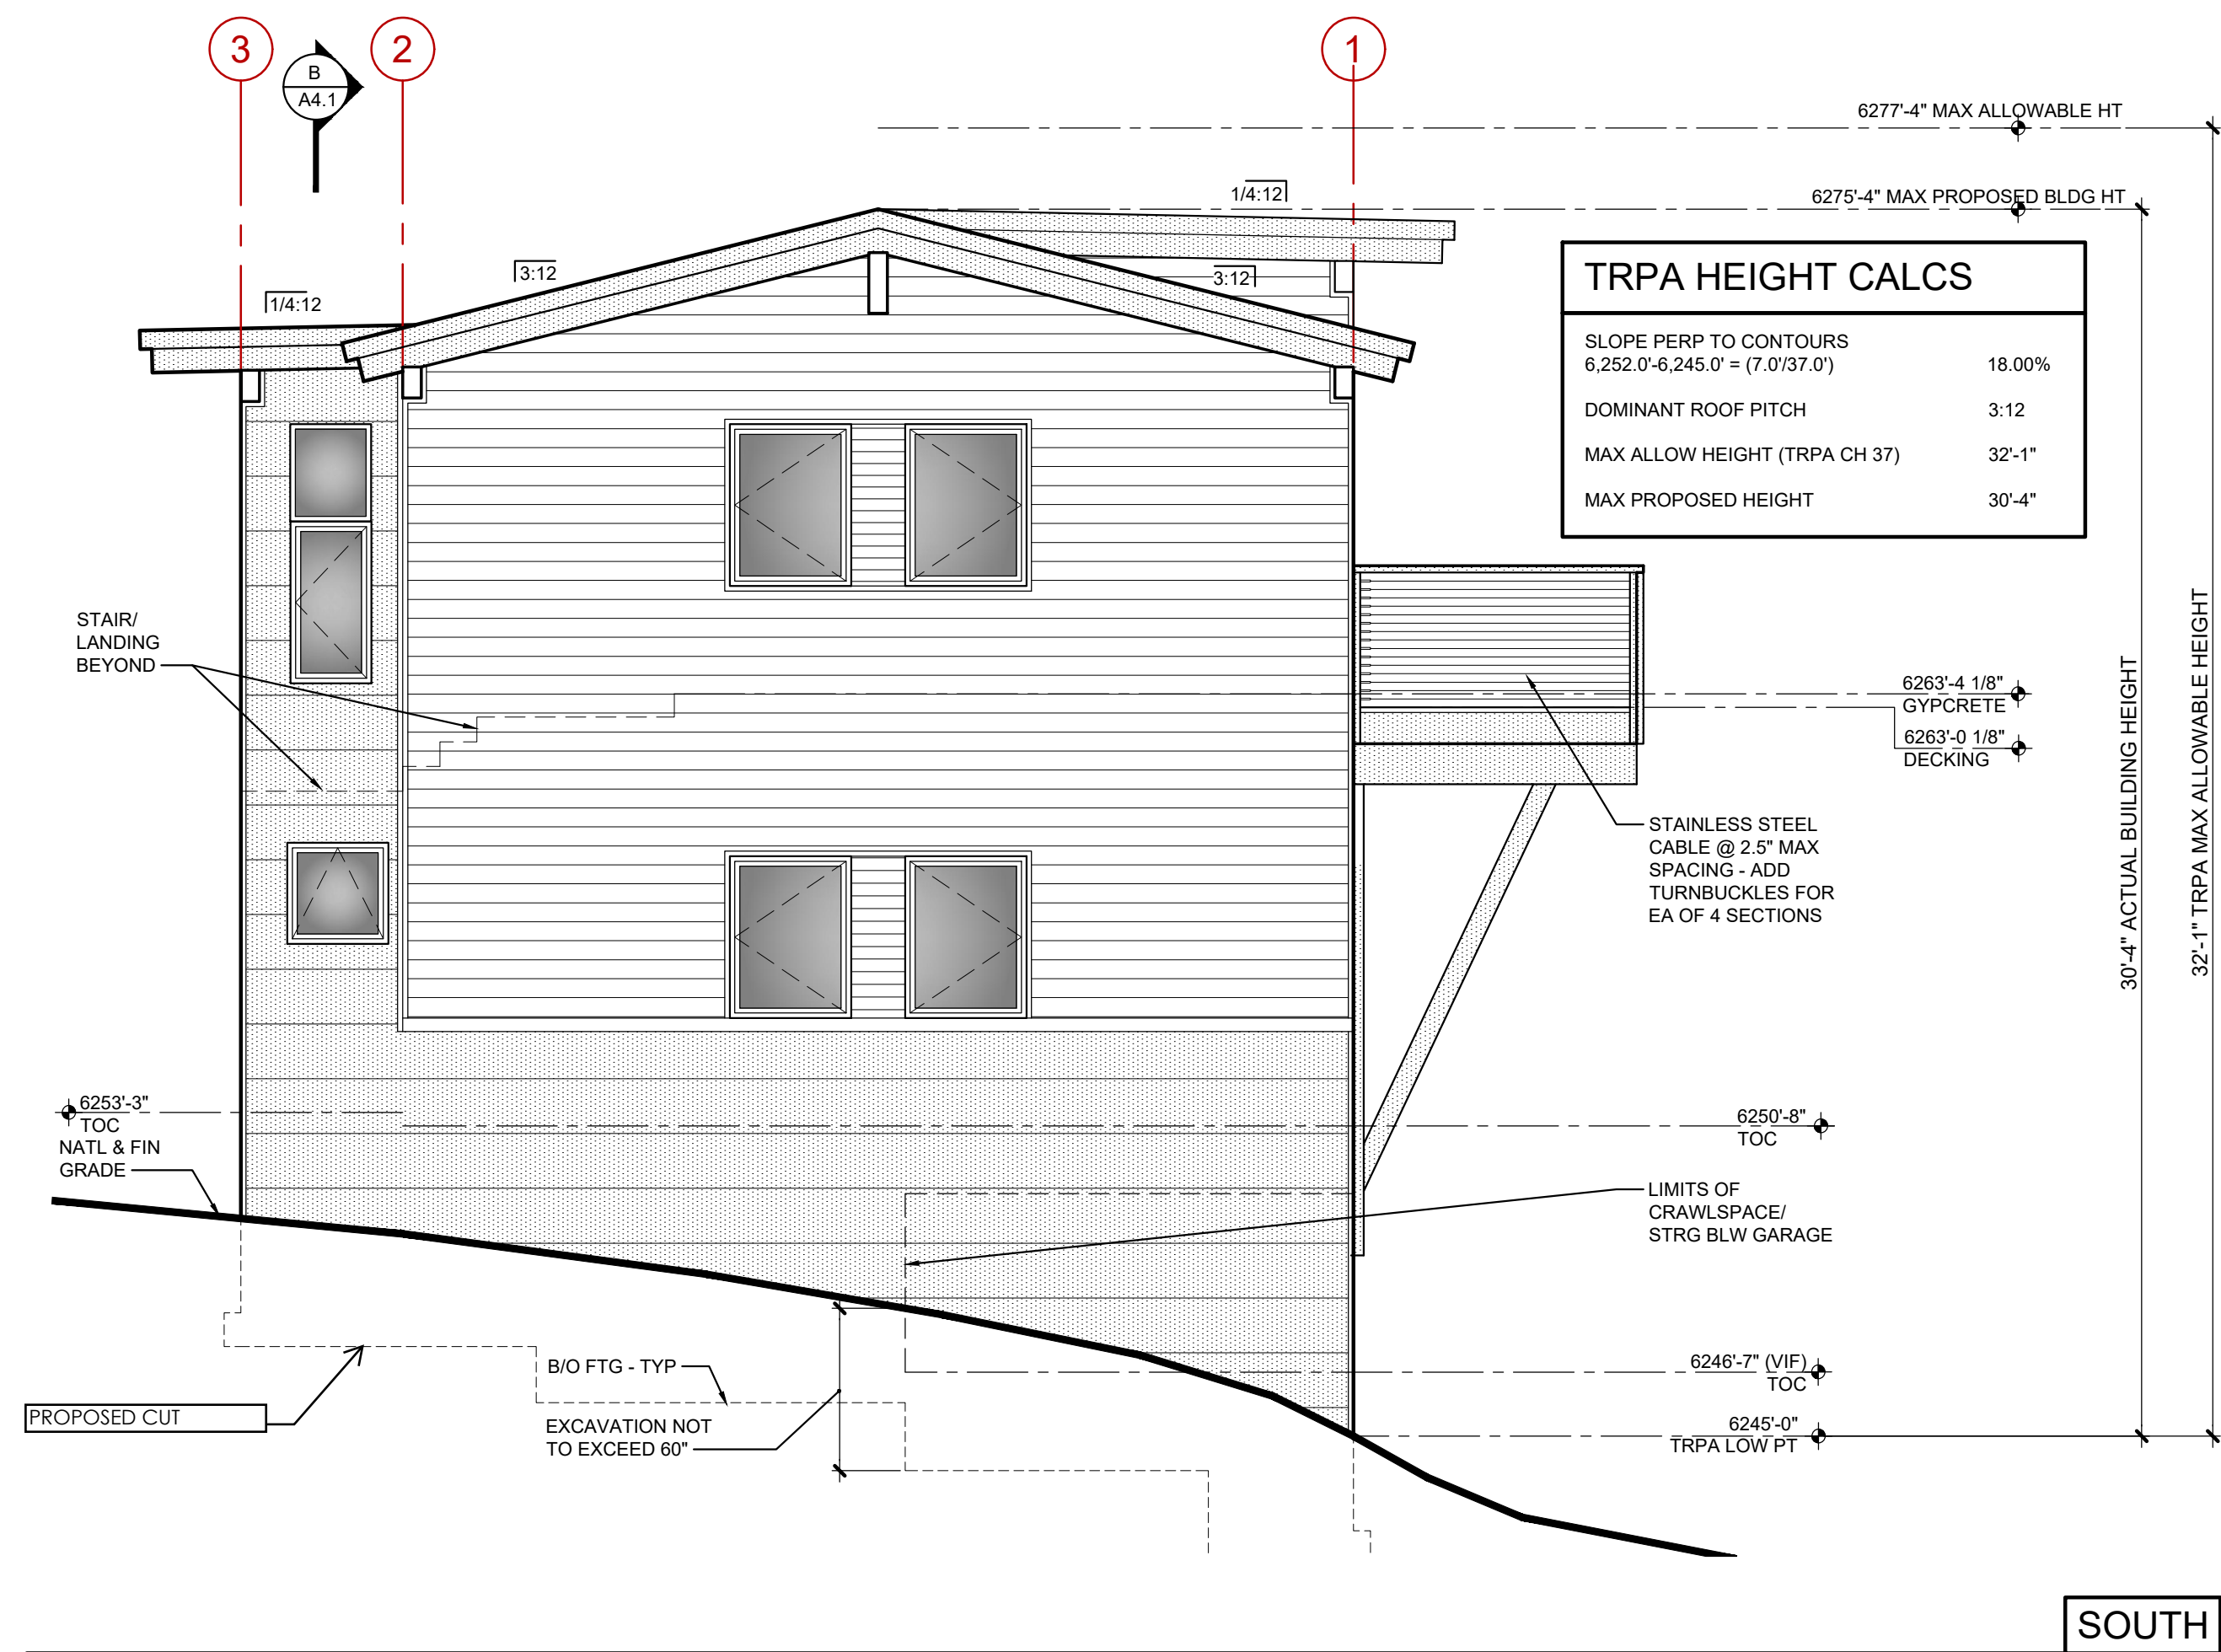 3
B
A4.1
2
1
6277'-4" MAX ALLOWABLE HT
6275'-4" MAX PROPOSED BLDG HT
1/4:12
3:12
3:12
1/4:12
TRPA HEIGHT CALCS
SLOPE PERP TO CONTOURS
6,252.0'-6,245.0' = (7.0'/37.0') 18.00%
DOMINANT ROOF PITCH 3:12
MAX ALLOW HEIGHT (TRPA CH 37) 32'-1"
MAX PROPOSED HEIGHT 30'-4"
STAIR/
LANDING
BEYOND
6263'-4 1/8"
GYPCRETE
6263'-0 1/8"
DECKING
30'-4" ACTUAL BUILDING HEIGHT
32'-1" TRPA MAX ALLOWABLE HEIGHT
STAINLESS STEEL
CABLE @ 2.5" MAX
SPACING - ADD
TURNBUCKLES FOR
EA OF 4 SECTIONS
6253'-3"
TOC
NATL & FIN
GRADE
6250'-8"
TOC
LIMITS OF
CRAWLSPACE/
STRG BLW GARAGE
B/O FTG - TYP
6246'-7" (VIF)
TOC
PROPOSED CUT
EXCAVATION NOT
TO EXCEED 60"
6245'-0"
TRPA LOW PT
SOUTH